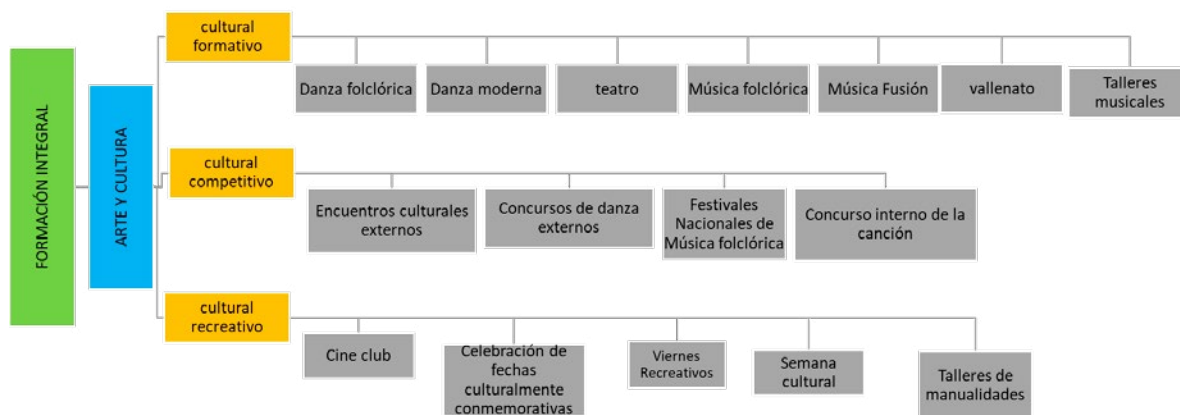 FORMACIÓN INTEGRAL
ARTE Y CULTURA
cultural
formativo
Danza folclórica
Danza moderna
teatro
Música folclórica
Música Fusión
vallenato
Talleres
musicales
cultural
competitivo
Encuentros culturales
externos
Concursos de danza
externos
Festivales
Nacionales de
Música folclórica
Concurso interno de la
canción
cultural
recreativo
Cine club
Celebración de
fechas
culturalmente
conmemorativas
Viernes
Recreativos
Semana
cultural
Talleres de
manualidades